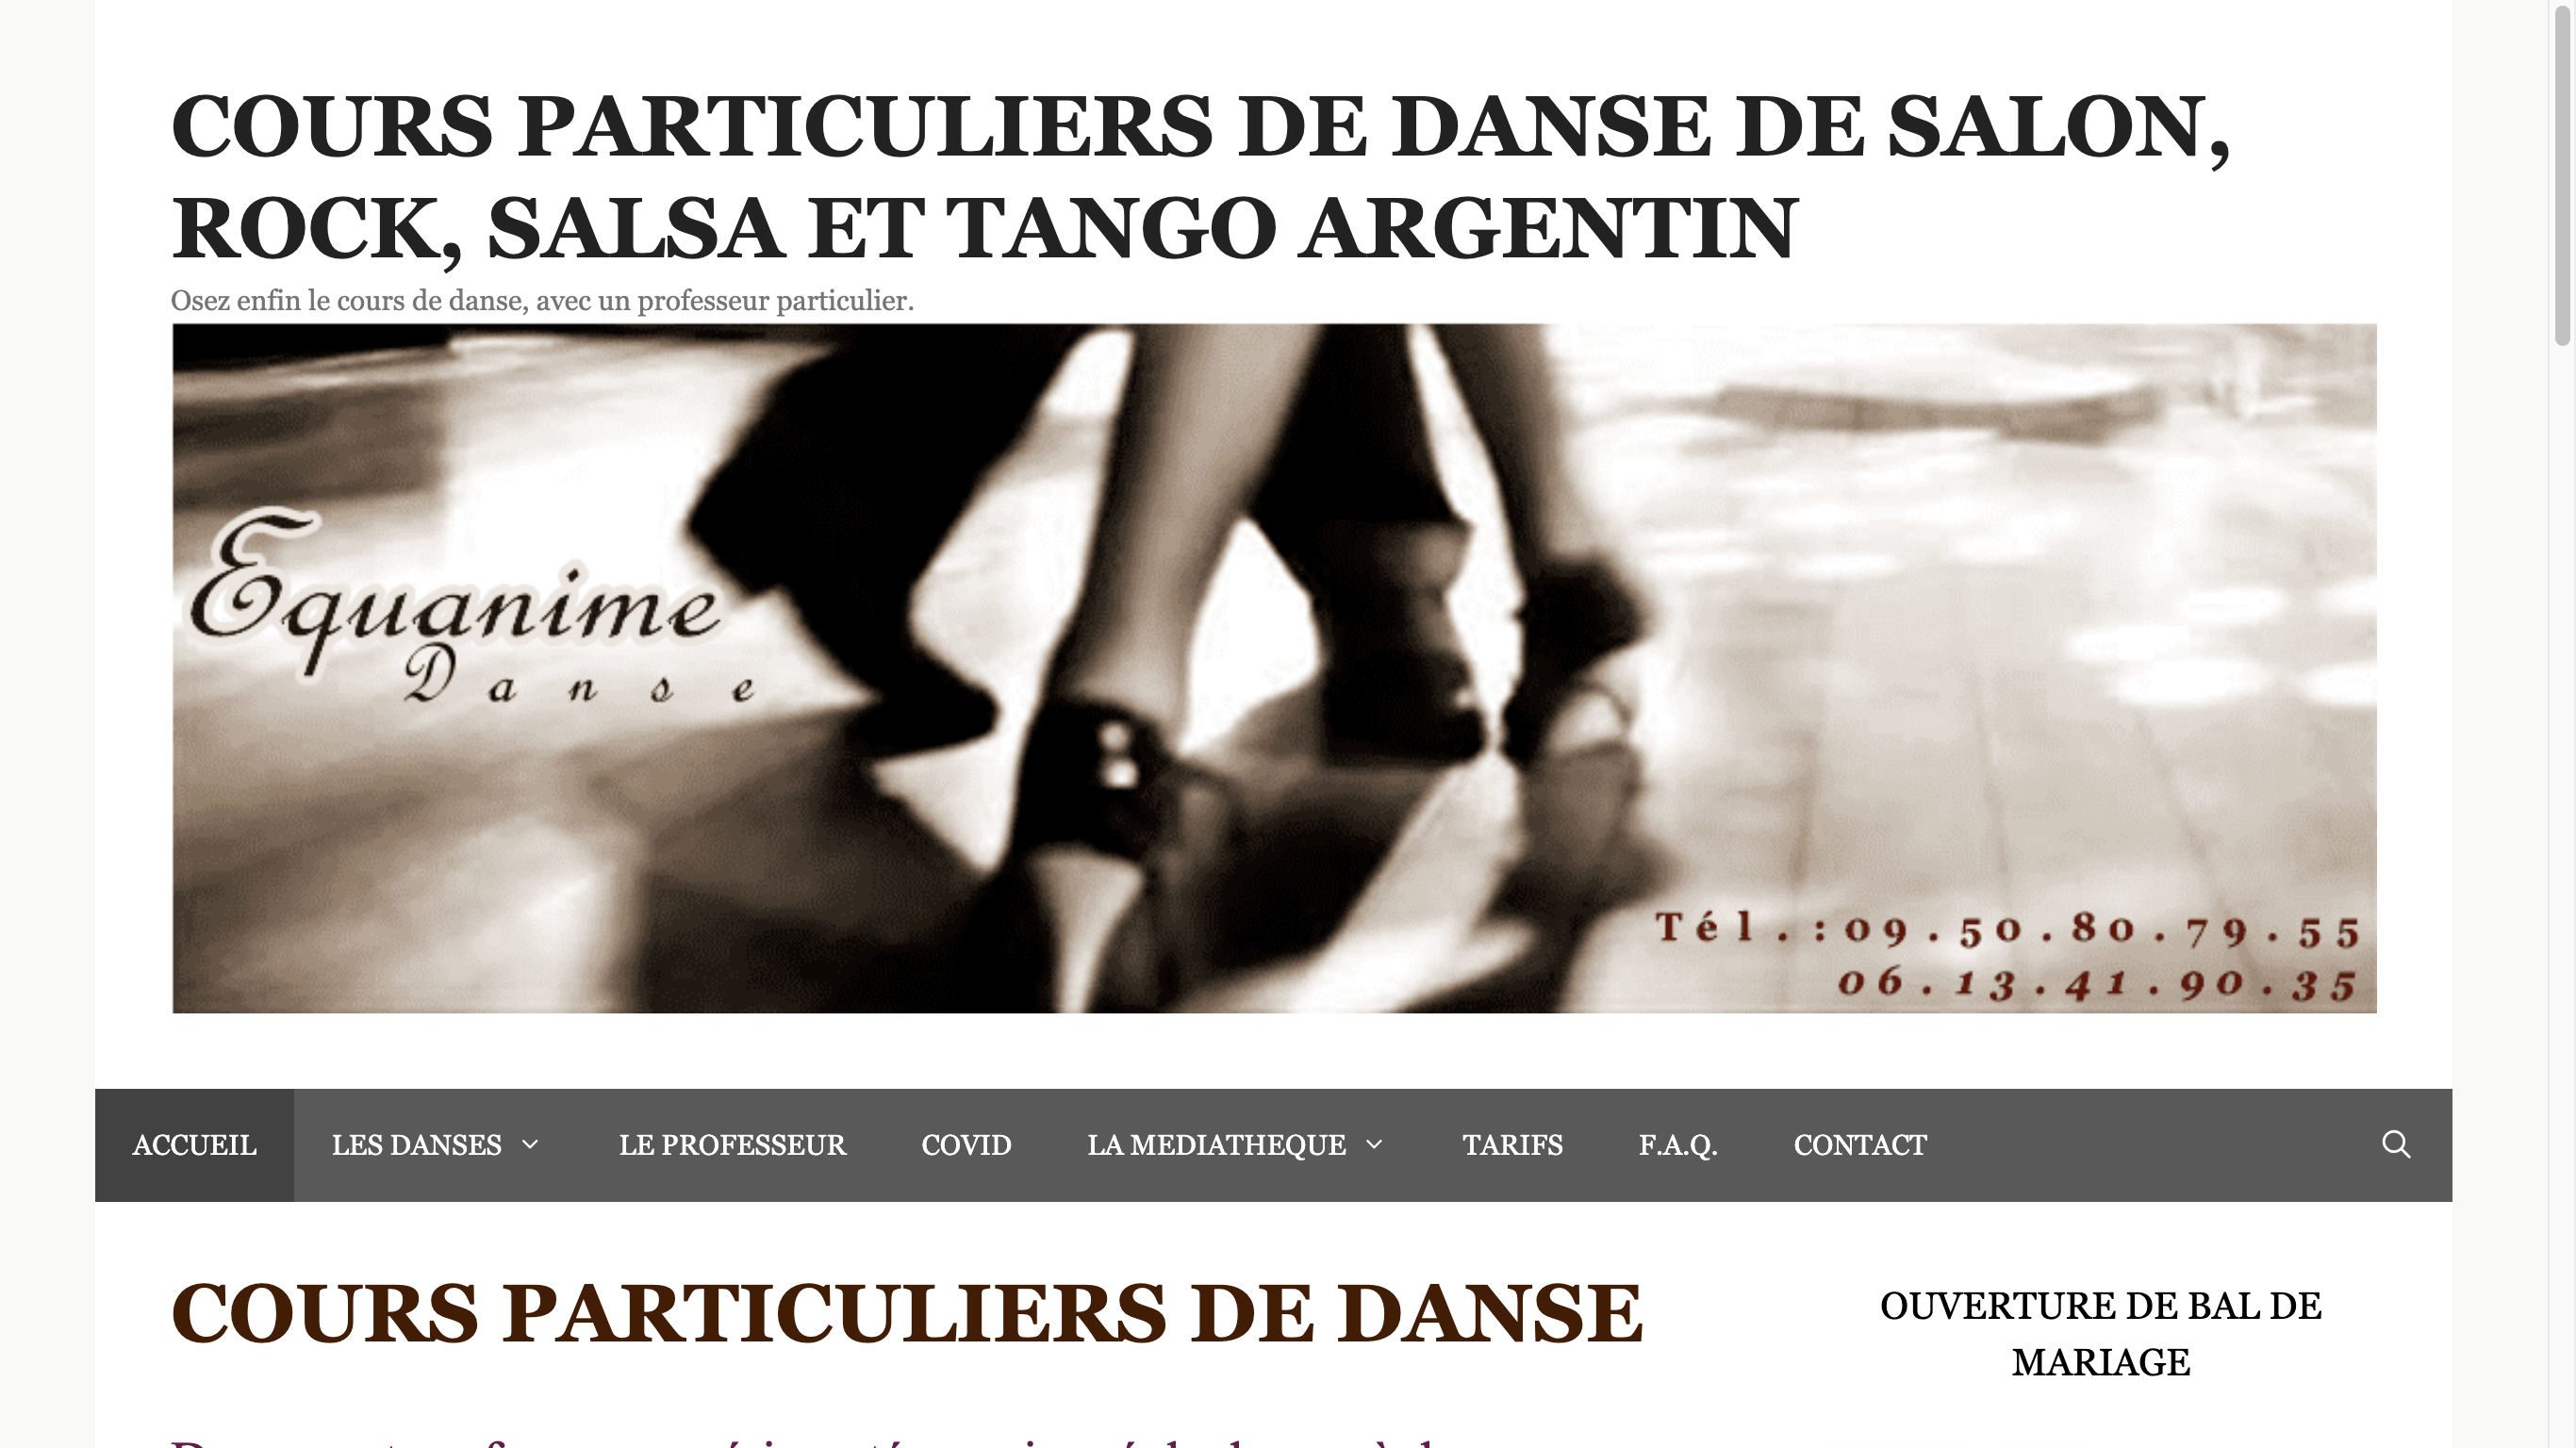 COURS PARTICULIERS DE DANSE DE SALON,
ROCK, SALSA ET TANGO ARGENTIN
Osez enfin le cours de danse, avec un professeur particulier.
Equanime
Danse
Tél.:09.50.80.79.55
06.13.41.90.35
ACCUEIL LES DANSES LE PROFESSEUR COVID LA MEDIATHEQUE TARIFS F.A.Q. CONTACT
COURS PARTICULIERS DE DANSE
OUVERTURE DE BAL DE
MARIAGE